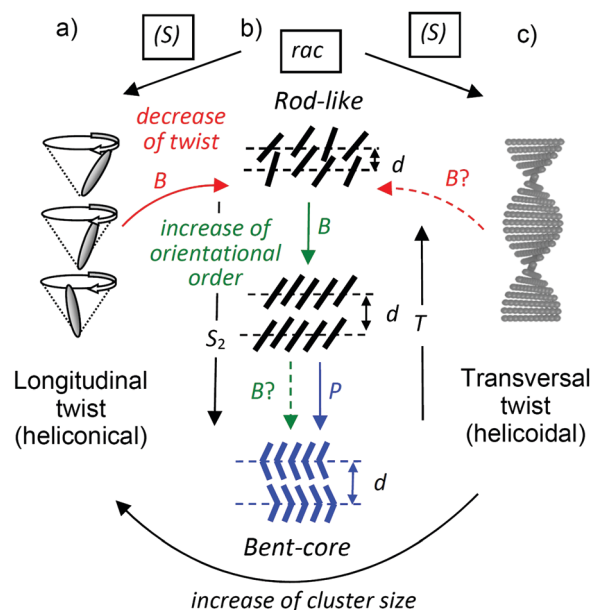 a)
(S)
b)
rac
(S)
c)
Rod-like
decrease
of twist
d
B
B?
increase of
orientational
order
B
d
S2
T
B?
P
Longitudinal
twist
(heliconical)
Transversal
twist
(helicoidal)
d
Bent-core
increase of cluster size